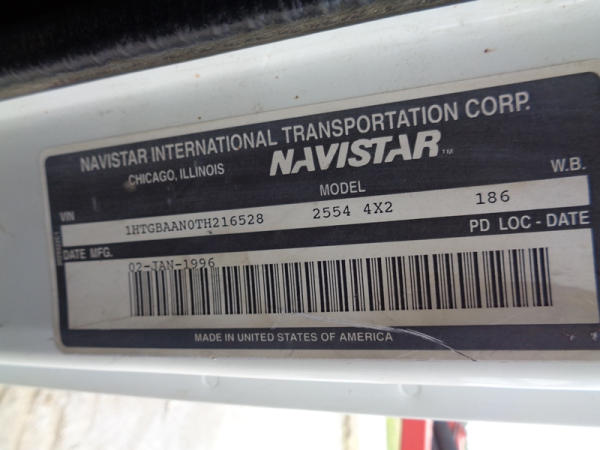 NAVISTAR INTERNATIONAL TRANSPORTATION CORP.
CHICAGO, ILLINOIS NAVISTAR™
VIN MODEL W.B.
1HTGBAAN0TH216528 2554 4X2 186
DATE MFG. PD LOC - DATE
02-JAN-1996
MADE IN UNITED STATES OF AMERICA